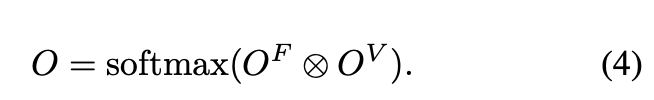 O = softmax(O^F ⊗ O^V). (4)